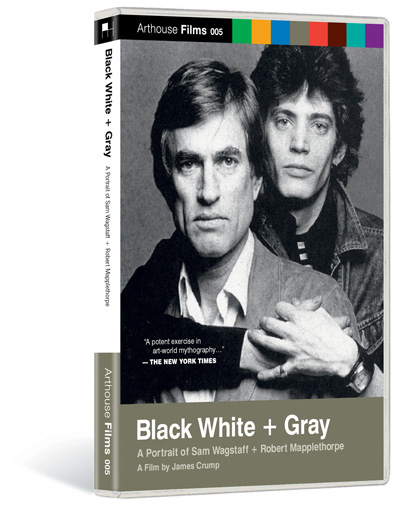 Arthouse Films 005
Black White + Gray
A Portrait of Sam Wagstaff + Robert Mapplethorpe
Arthouse Films 005
"A potent exercise in
art-world mythography..."
— THE NEW YORK TIMES
Black White + Gray
A Portrait of Sam Wagstaff + Robert Mapplethorpe
A Film by James Crump